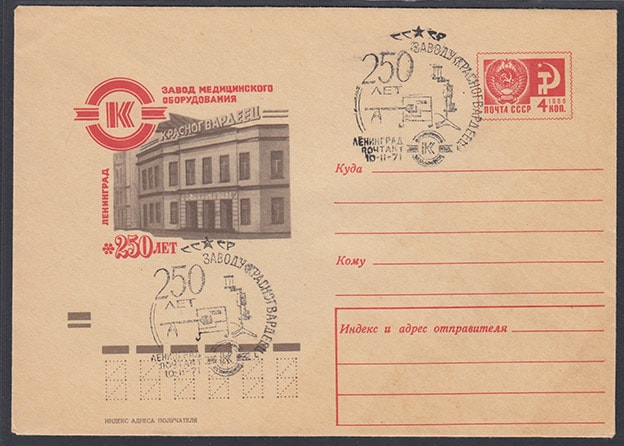 ЗАВОД МЕДИЦИНСКОГО
ОБОРУДОВАНИЯ
К
КРАСНОГВАРДЕЕЦ
ЛЕНИНГРАД
*250 ЛЕТ
СССР
ЗАВОДУ «КРАСНОГВАРДЕЕЦ»
250
ЛЕТ
ЛЕНИНГРАД
ПОЧТАМТ
10-11-71
К
1966
ПОЧТА СССР
4 КОП.
Куда
Кому
Индекс и адрес отправителя
СССР
ЗАВОДУ «КРАСНОГВАРДЕЕЦ»
250
ЛЕТ
ЛЕНИНГРАД
ПОЧТАМТ
10-11-71
К
ИНДЕКС АДРЕСА ПОЛУЧАТЕЛЯ